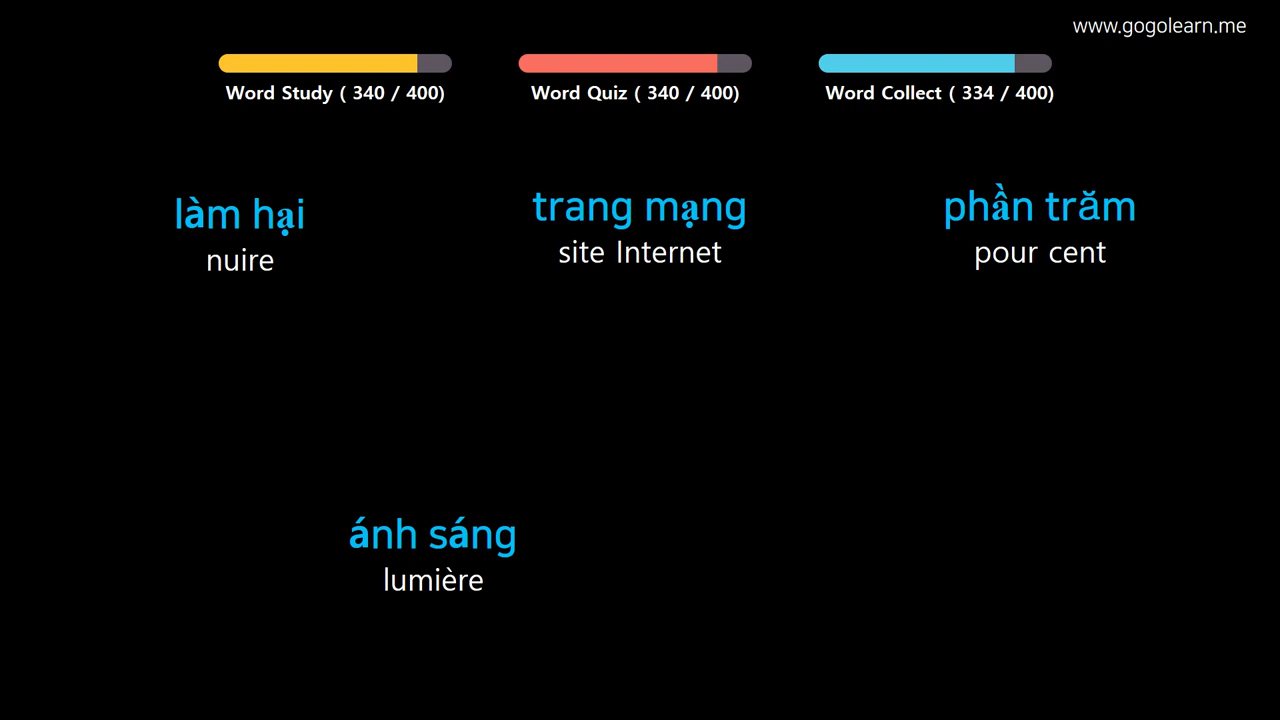 www.gogolearn.me
Word Study ( 340 / 400)
Word Quiz ( 340 / 400)
Word Collect ( 334 / 400)
làm hại
nuire
trang mạng
site Internet
phần trăm
pour cent
ánh sáng
lumière